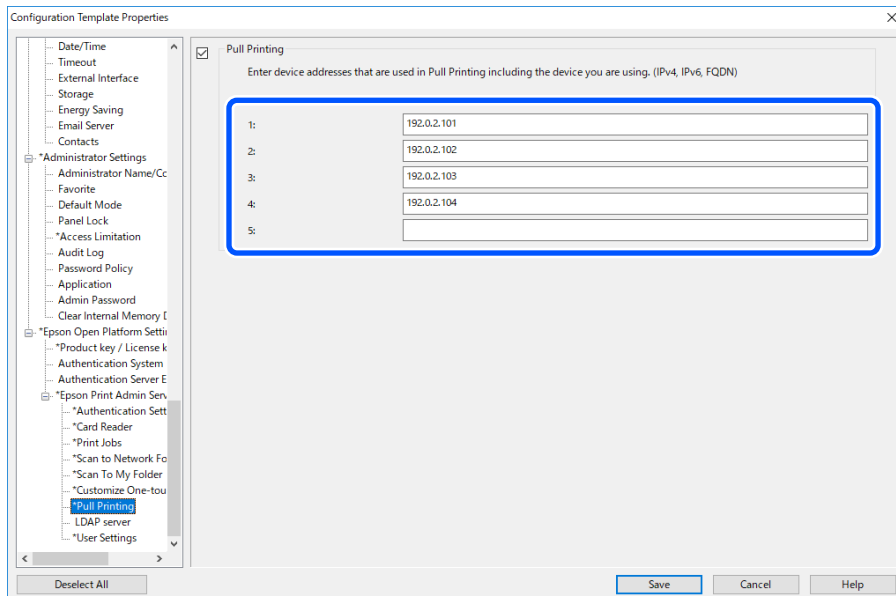 Configuration Template Properties
Date/Time
Timeout
External Interface
Storage
Energy Saving
Email Server
Contacts
*Administrator Settings
Administrator Name/Cc
Favorite
Default Mode
Panel Lock
*Access Limitation
Audit Log
Password Policy
Application
Admin Password
Clear Internal Memory D
*Epson Open Platform Settin
*Product key / License k
Authentication System
Authentication Server E
*Epson Print Admin Serv
*Authentication Sett
*Card Reader
*Print Jobs
*Scan to Network Fo
*Scan To My Folder
*Customize One-tou
*Pull Printing
LDAP server
*User Settings
Pull Printing
Enter device addresses that are used in Pull Printing including the device you are using. (IPv4, IPv6, FQDN)
1: 192.0.2.101
2: 192.0.2.102
3: 192.0.2.103
4: 192.0.2.104
5:
Deselect All
Save
Cancel
Help